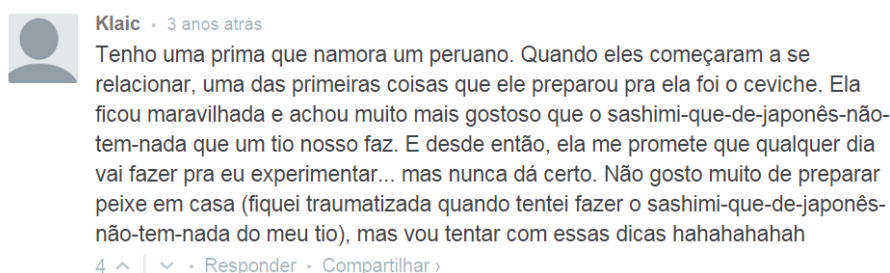 Klaic • 3 anos atrás
Tenho uma prima que namora um peruano. Quando eles começaram a se
relacionar, uma das primeiras coisas que ele preparou pra ela foi o ceviche. Ela
ficou maravilhada e achou muito mais gostoso que o sashimi-que-de-japonês-não-
tem-nada que um tio nosso faz. E desde então, ela me promete que qualquer dia
vai fazer pra eu experimentar... mas nunca dá certo. Não gosto muito de preparar
peixe em casa (fiquei traumatizada quando tentei fazer o sashimi-que-de-japonês-
não-tem-nada do meu tio), mas vou tentar com essas dicas hahahahahah
4 • Responder • Compartilhar ›